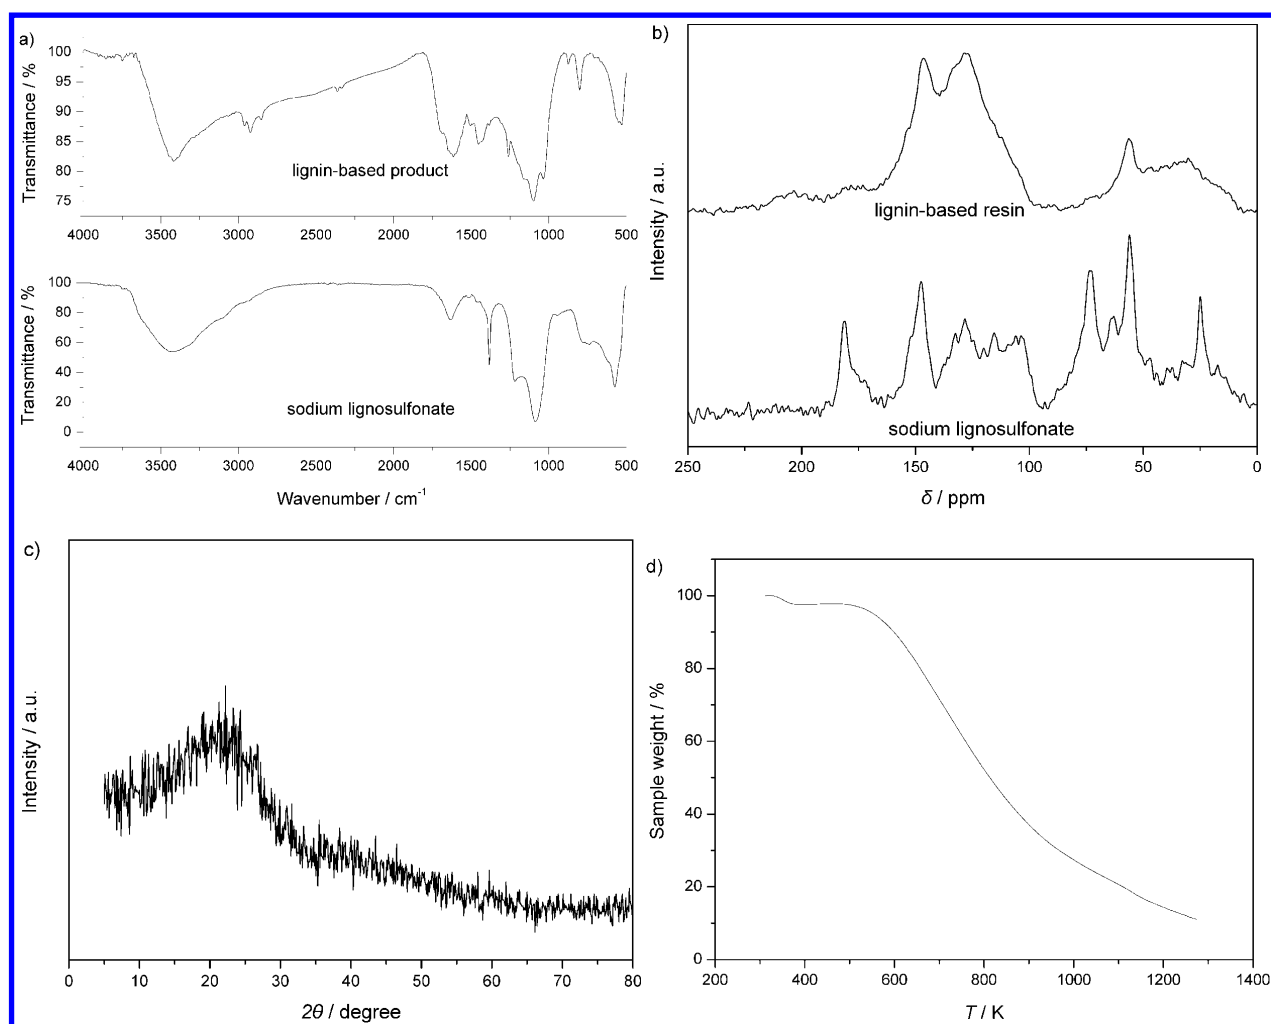 a)
Transmittance / %
100
95
90
85
80
75
lignin-based product
4000 3500 3000 2500 2000 1500 1000 500
Transmittance / %
100
80
60
40
20
0
sodium lignosulfonate
4000 3500 3000 2500 2000 1500 1000 500
Wavenumber / cm⁻¹
b)
Intensity / a.u.
lignin-based resin
sodium lignosulfonate
250 200 150 100 50 0
δ / ppm
c)
Intensity / a.u.
0 10 20 30 40 50 60 70 80
2θ / degree
d)
Sample weight / %
100
80
60
40
20
0
200 400 600 800 1000 1200 1400
T / K